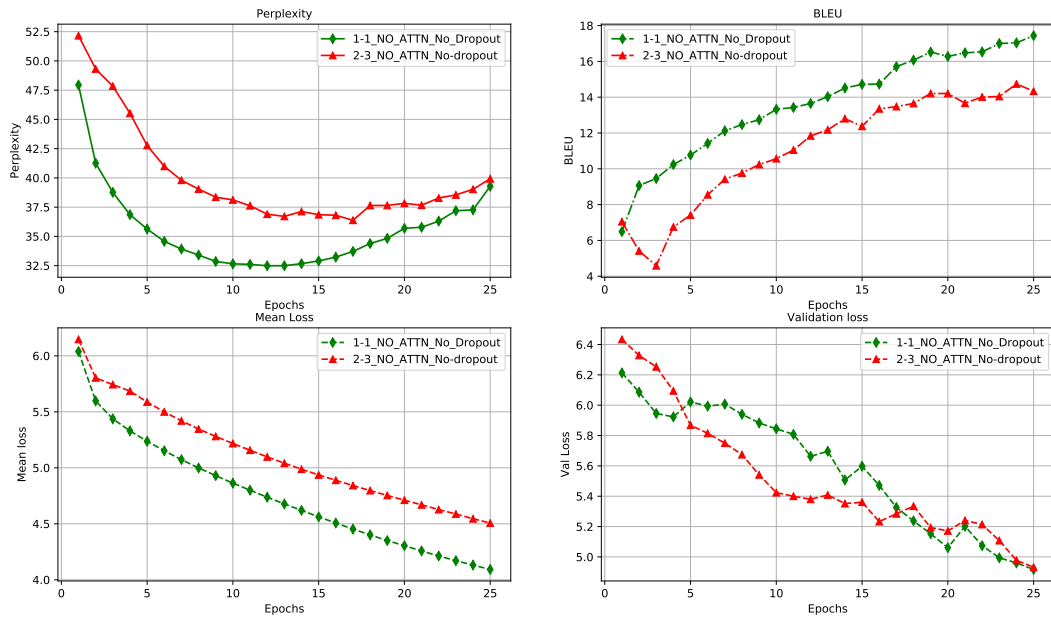 Perplexity
52.5
50.0
47.5
45.0
42.5
40.0
37.5
35.0
32.5
Perplexity
0 5 10 15 20 25
Epochs
1-1_NO_ATTN_No_Dropout
2-3_NO_ATTN_No-dropout
BLEU
18
16
14
12
10
8
6
4
BLEU
0 5 10 15 20 25
Epochs
1-1_NO_ATTN_No_Dropout
2-3_NO_ATTN_No-dropout
Mean Loss
6.0
5.5
5.0
4.5
4.0
Mean loss
0 5 10 15 20 25
Epochs
1-1_NO_ATTN_No_Dropout
2-3_NO_ATTN_No-dropout
Validation loss
6.4
6.2
6.0
5.8
5.6
5.4
5.2
5.0
Val Loss
0 5 10 15 20 25
Epochs
1-1_NO_ATTN_No_Dropout
2-3_NO_ATTN_No-dropout